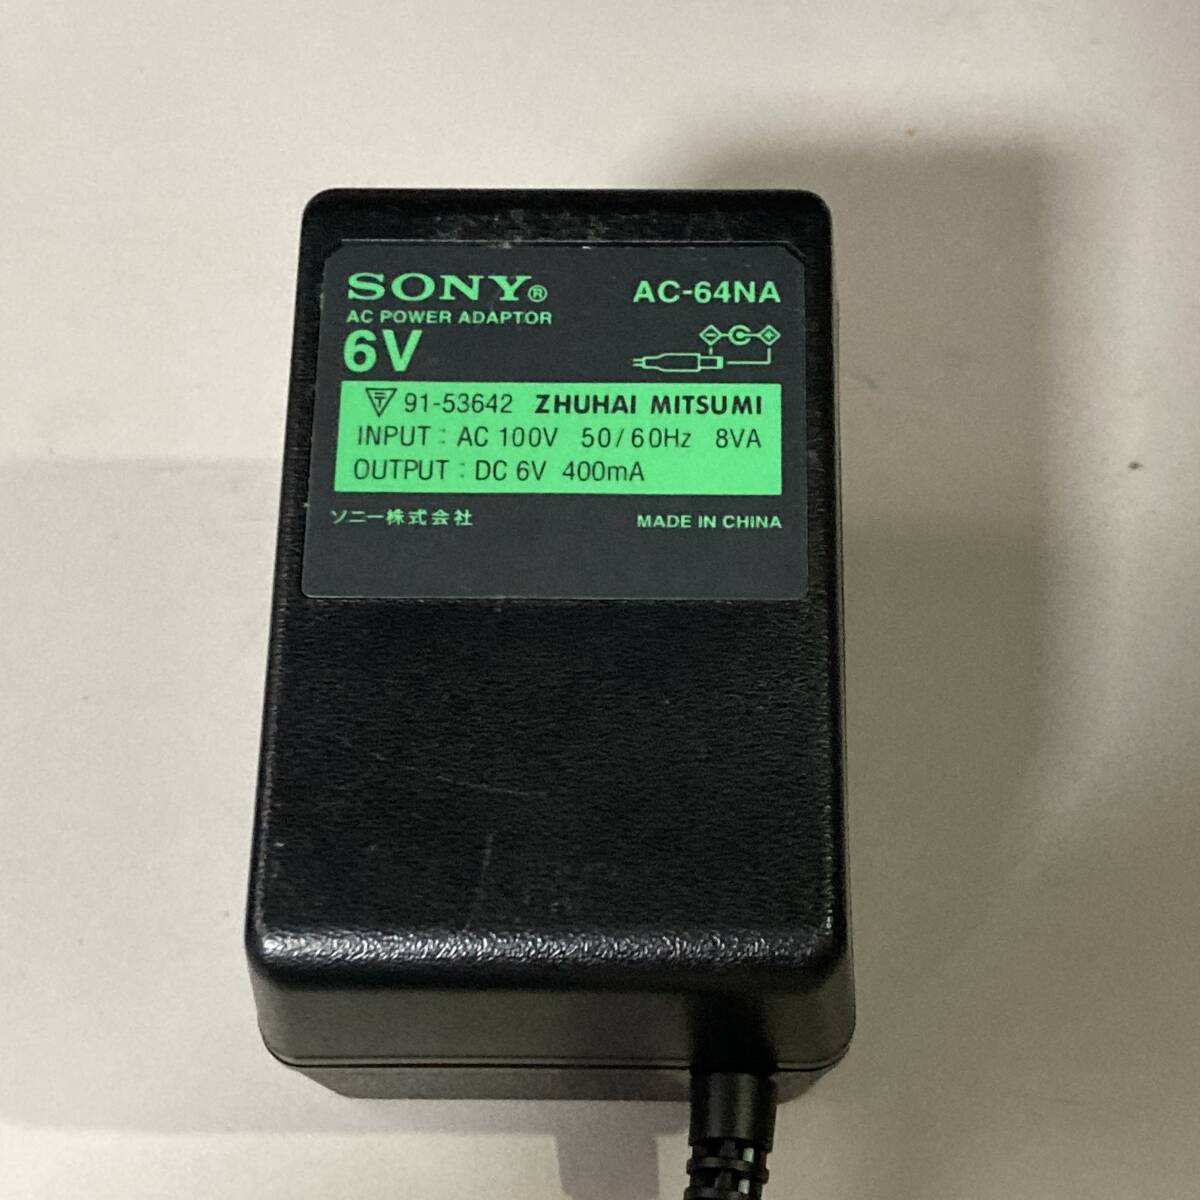 SONY® AC-64NA
AC POWER ADAPTOR
6V
91-53642 ZHUHAI MITSUMI
INPUT : AC 100V 50/60Hz 8VA
OUTPUT : DC 6V 400mA
ソニー株式会社 MADE IN CHINA